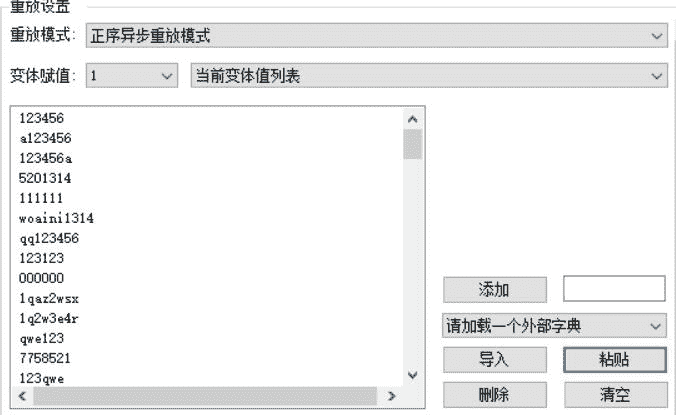 重放设置
重放模式: 正序异步重放模式
变体赋值: 1 当前变体值列表
123456
a123456
123456a
5201314
111111
woaini1314
qq123456
123123
000000
1qaz2wsx
1q2w3e4r
qwe123
7758521
123qwe
添加
请加载一个外部字典
导入 粘贴
删除 清空